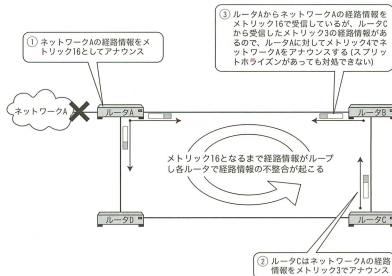 ① ネットワークAの経路情報をメ
トリック16としてアナウンス
③ ルータAからネットワークAの経路情報を
メトリック16で受信しているが、ルータC
から受信したメトリック3の経路情報があ
るので、ルータAに対してメトリック4でネ
ットワークAをアナウンスする (スプリッ
トホライズンがあっても対処できない)
ネットワークA
ルータA
ルータB
メトリック16となるまで経路情報がループ
し各ルータで経路情報の不整合が起こる
ルータD
ルータC
② ルータCはネットワークAの経路
情報をメトリック3でアナウンス